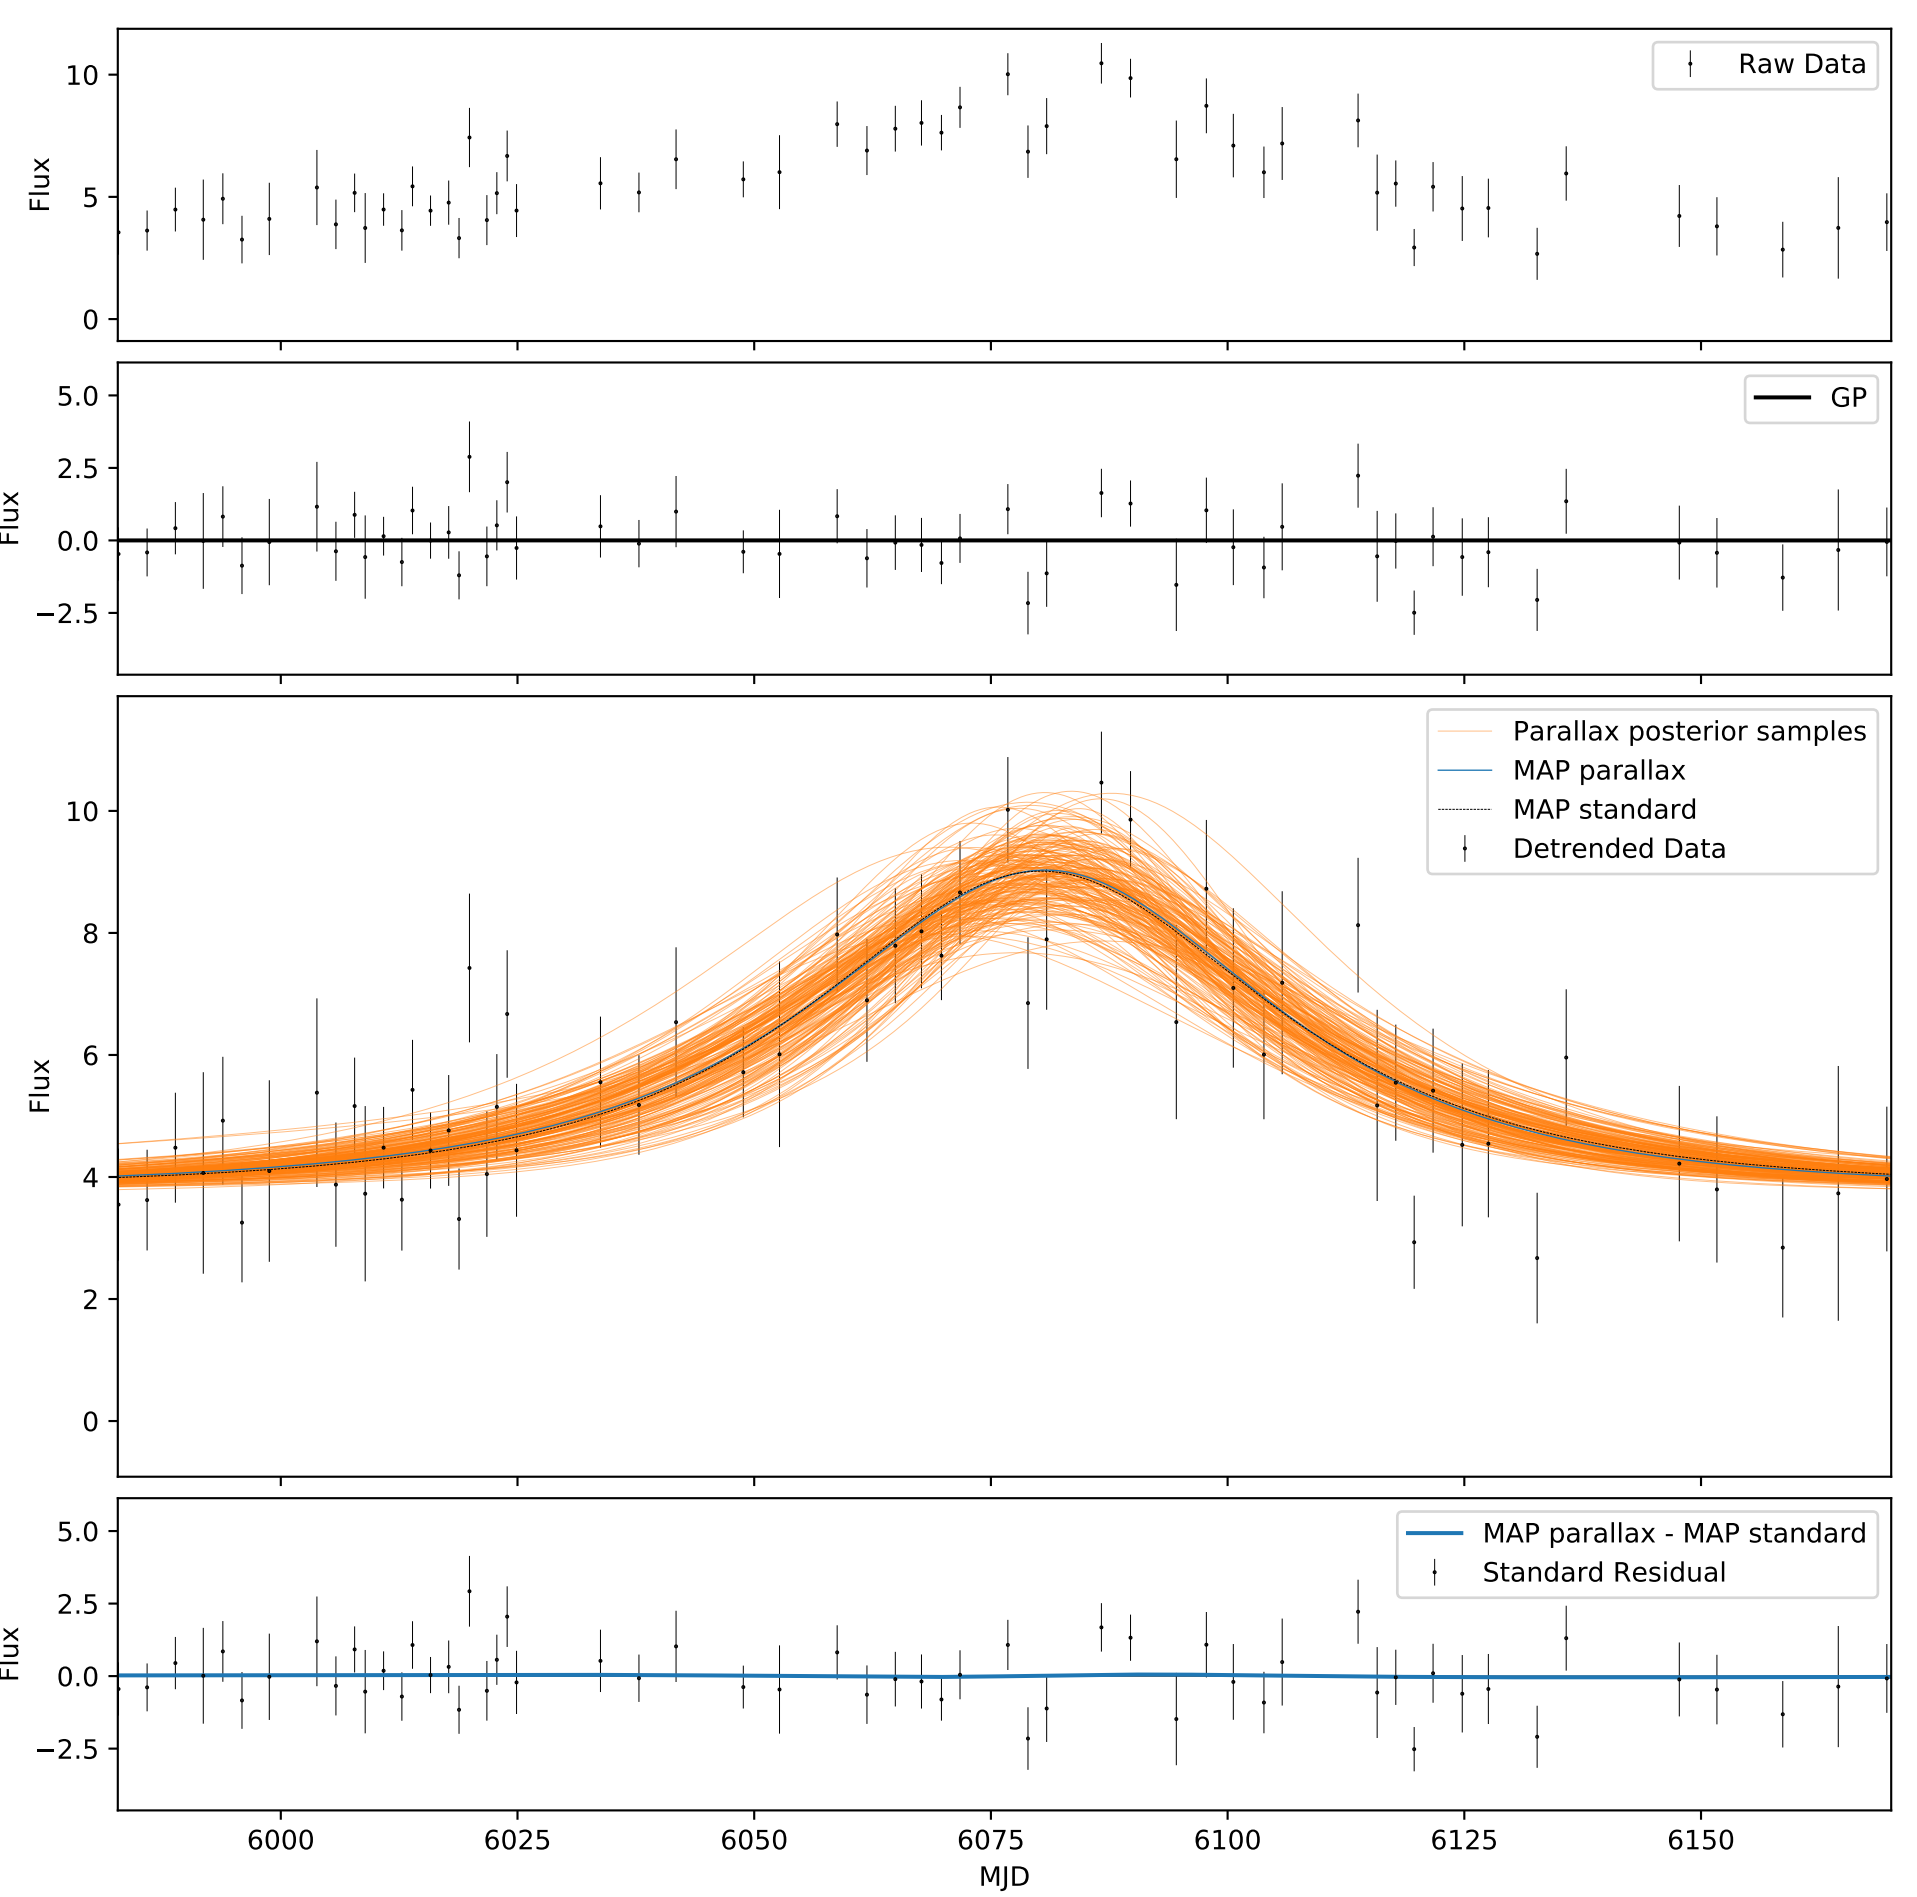 Flux
10
5
0
Raw Data
Flux
5.0
2.5
0.0
−2.5
GP
Flux
10
8
6
4
2
0
Parallax posterior samples
MAP parallax
MAP standard
Detrended Data
Flux
5.0
2.5
0.0
−2.5
MAP parallax - MAP standard
Standard Residual
6000 6025 6050 6075 6100 6125 6150
MJD